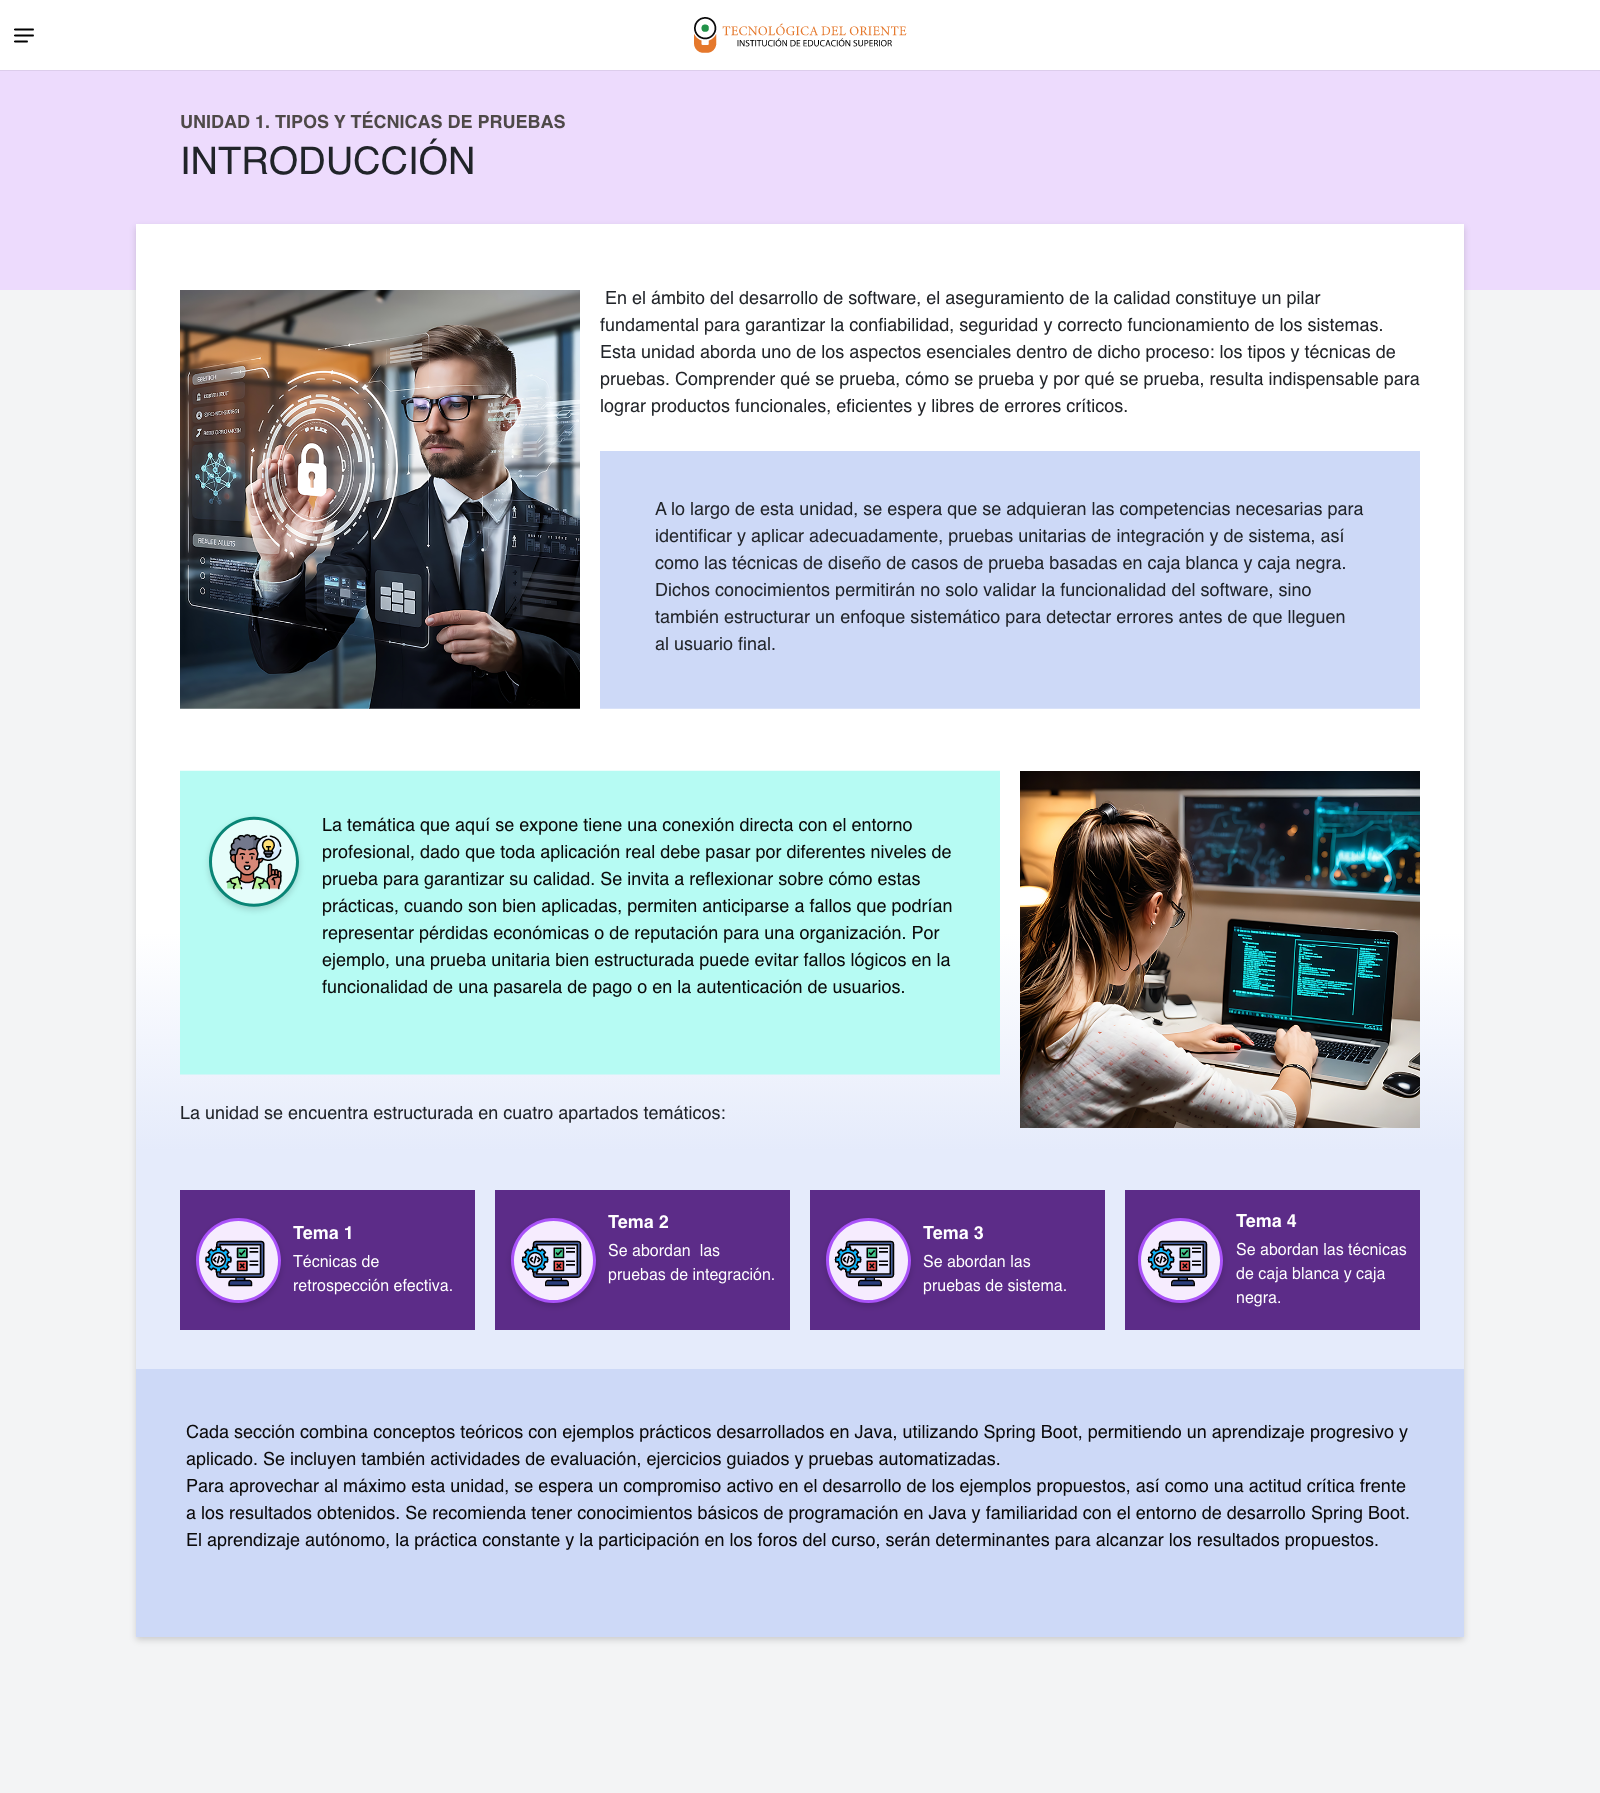 TECNOLÓGICA DEL ORIENTE
INSTITUCIÓN DE EDUCACIÓN SUPERIOR
UNIDAD 1. TIPOS Y TÉCNICAS DE PRUEBAS
INTRODUCCIÓN
En el ámbito del desarrollo de software, el aseguramiento de la calidad constituye un pilar
fundamental para garantizar la confiabilidad, seguridad y correcto funcionamiento de los sistemas.
Esta unidad aborda uno de los aspectos esenciales dentro de dicho proceso: los tipos y técnicas de
pruebas. Comprender qué se prueba, cómo se prueba y por qué se prueba, resulta indispensable para
lograr productos funcionales, eficientes y libres de errores críticos.
A lo largo de esta unidad, se espera que se adquieran las competencias necesarias para
identificar y aplicar adecuadamente, pruebas unitarias de integración y de sistema, así
como las técnicas de diseño de casos de prueba basadas en caja blanca y caja negra.
Dichos conocimientos permitirán no solo validar la funcionalidad del software, sino
también estructurar un enfoque sistemático para detectar errores antes de que lleguen
al usuario final.
La temática que aquí se expone tiene una conexión directa con el entorno
profesional, dado que toda aplicación real debe pasar por diferentes niveles de
prueba para garantizar su calidad. Se invita a reflexionar sobre cómo estas
prácticas, cuando son bien aplicadas, permiten anticiparse a fallos que podrían
representar pérdidas económicas o de reputación para una organización. Por
ejemplo, una prueba unitaria bien estructurada puede evitar fallos lógicos en la
funcionalidad de una pasarela de pago o en la autenticación de usuarios.
La unidad se encuentra estructurada en cuatro apartados temáticos:
Tema 1
Técnicas de
retrospección efectiva.
Tema 2
Se abordan  las
pruebas de integración.
Tema 3
Se abordan las
pruebas de sistema.
Tema 4
Se abordan las técnicas
de caja blanca y caja
negra.
Cada sección combina conceptos teóricos con ejemplos prácticos desarrollados en Java, utilizando Spring Boot, permitiendo un aprendizaje progresivo y
aplicado. Se incluyen también actividades de evaluación, ejercicios guiados y pruebas automatizadas.
Para aprovechar al máximo esta unidad, se espera un compromiso activo en el desarrollo de los ejemplos propuestos, así como una actitud crítica frente
a los resultados obtenidos. Se recomienda tener conocimientos básicos de programación en Java y familiaridad con el entorno de desarrollo Spring Boot.
El aprendizaje autónomo, la práctica constante y la participación en los foros del curso, serán determinantes para alcanzar los resultados propuestos.